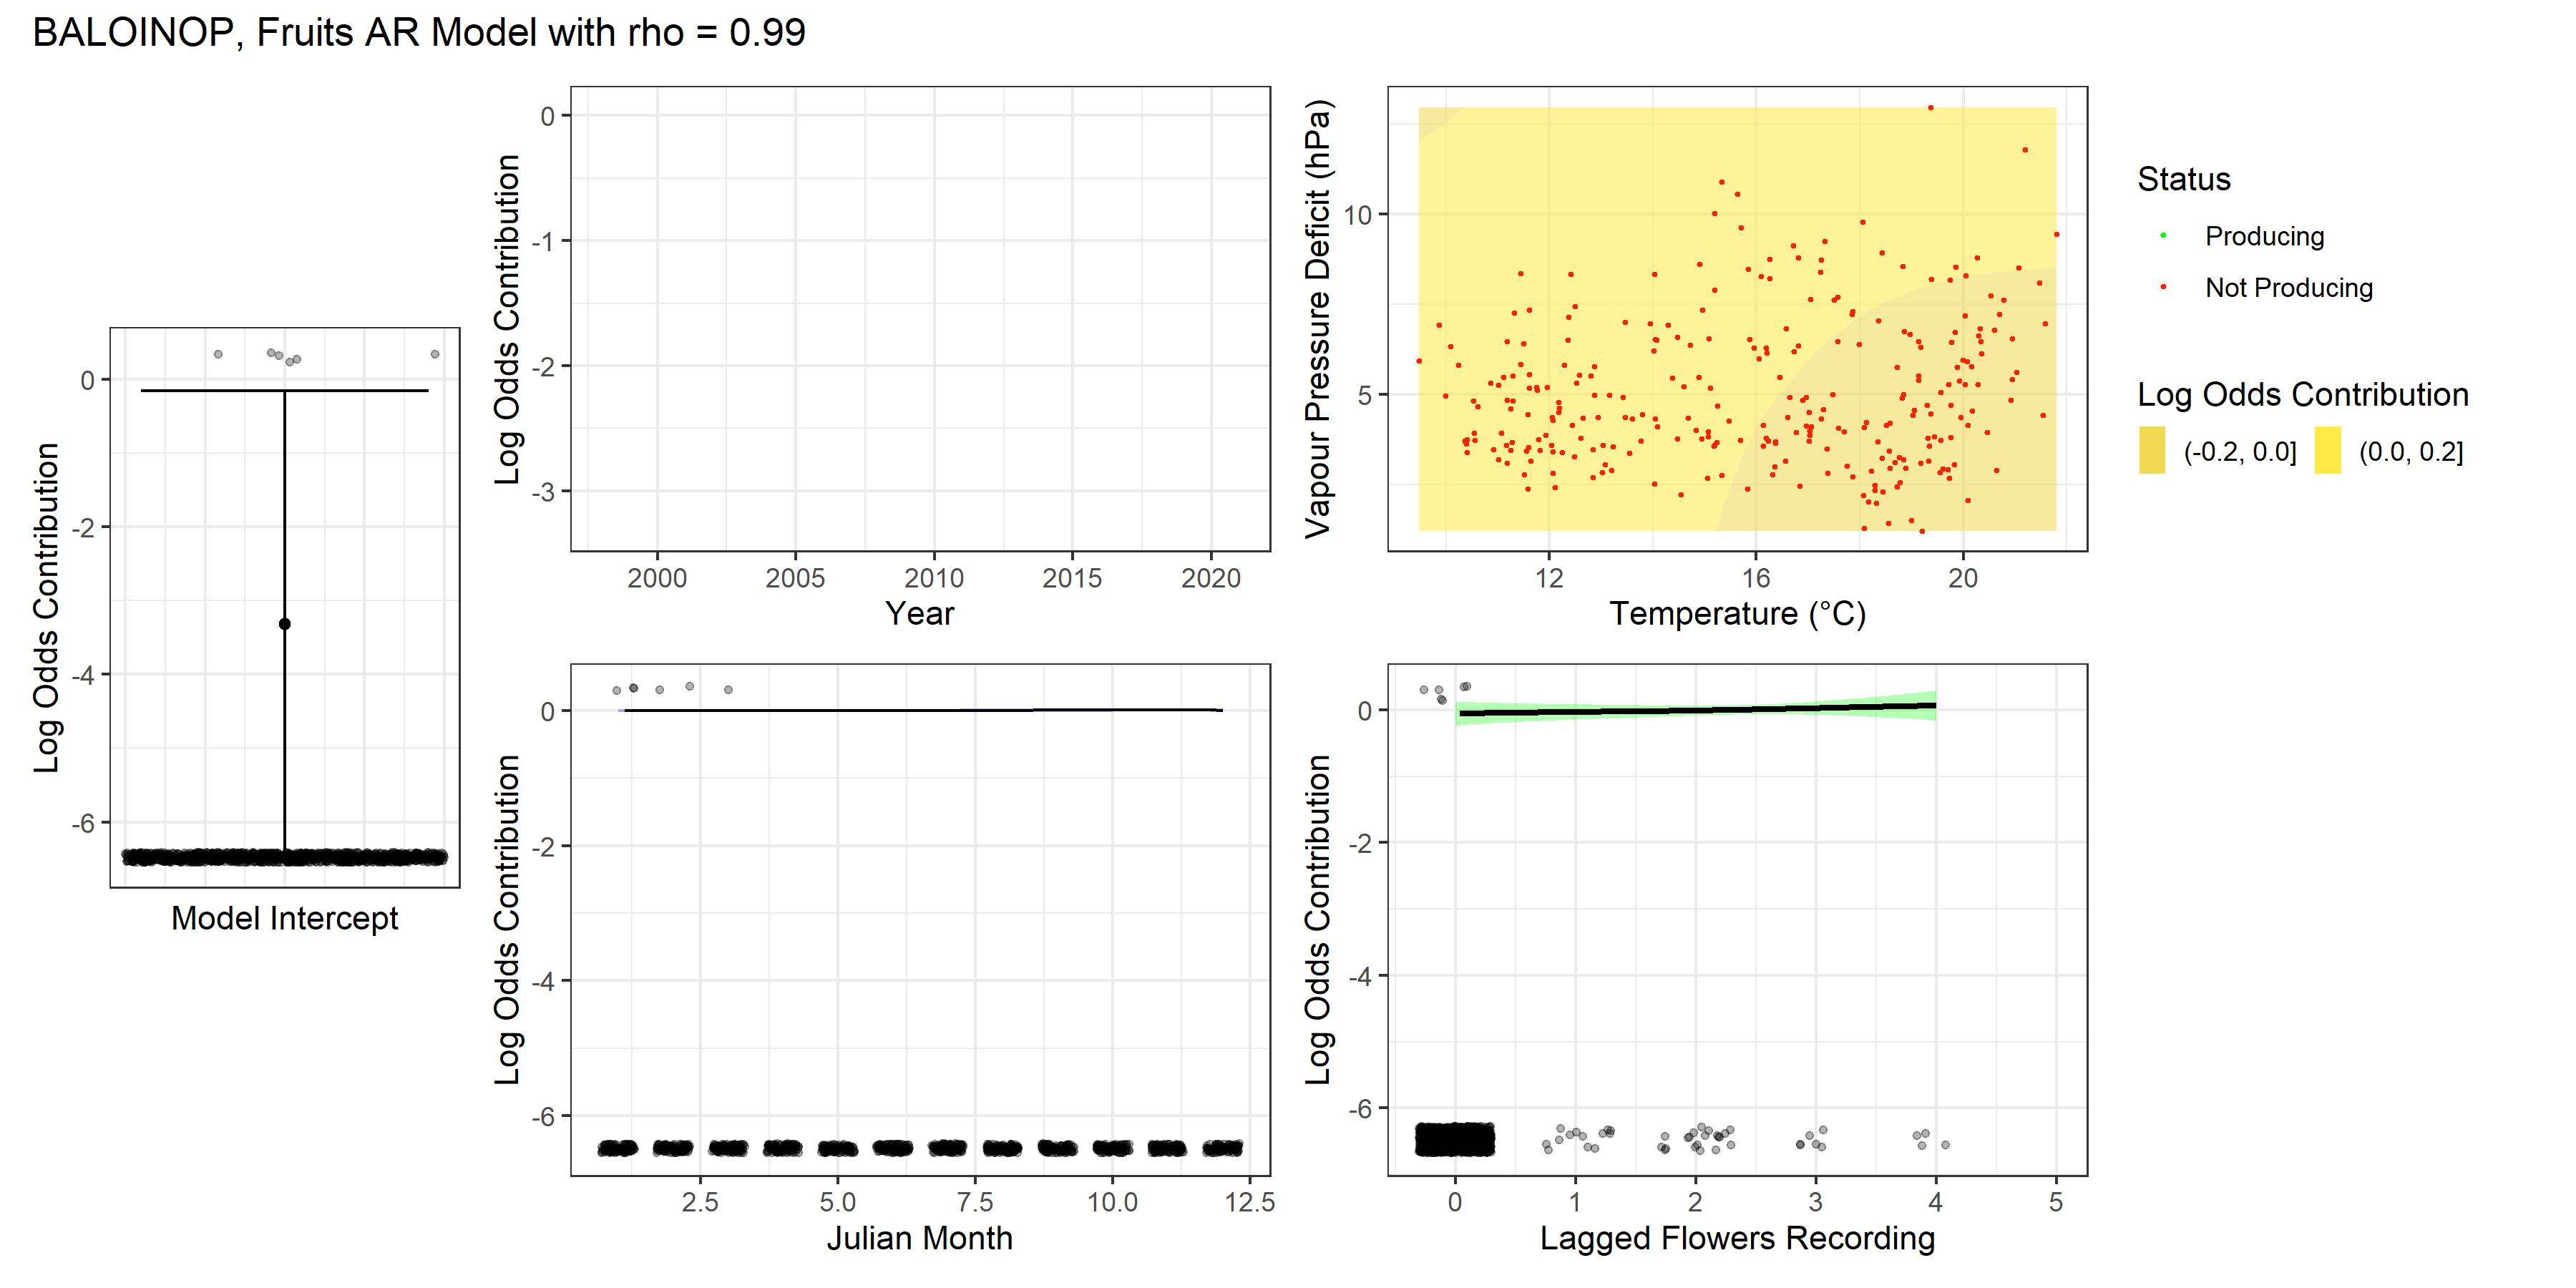 BALOINOP, Fruits AR Model with rho = 0.99
Log Odds Contribution
0
-2
-4
-6
Model Intercept
Log Odds Contribution
0
-1
-2
-3
2000 2005 2010 2015 2020
Year
Vapour Pressure Deficit (hPa)
10
5
12 16 20
Temperature (°C)
Status
Producing
Not Producing
Log Odds Contribution
(-0.2, 0.0] (0.0, 0.2]
Log Odds Contribution
0
-2
-4
-6
2.5 5.0 7.5 10.0 12.5
Julian Month
Log Odds Contribution
0
-2
-4
-6
0 1 2 3 4 5
Lagged Flowers Recording